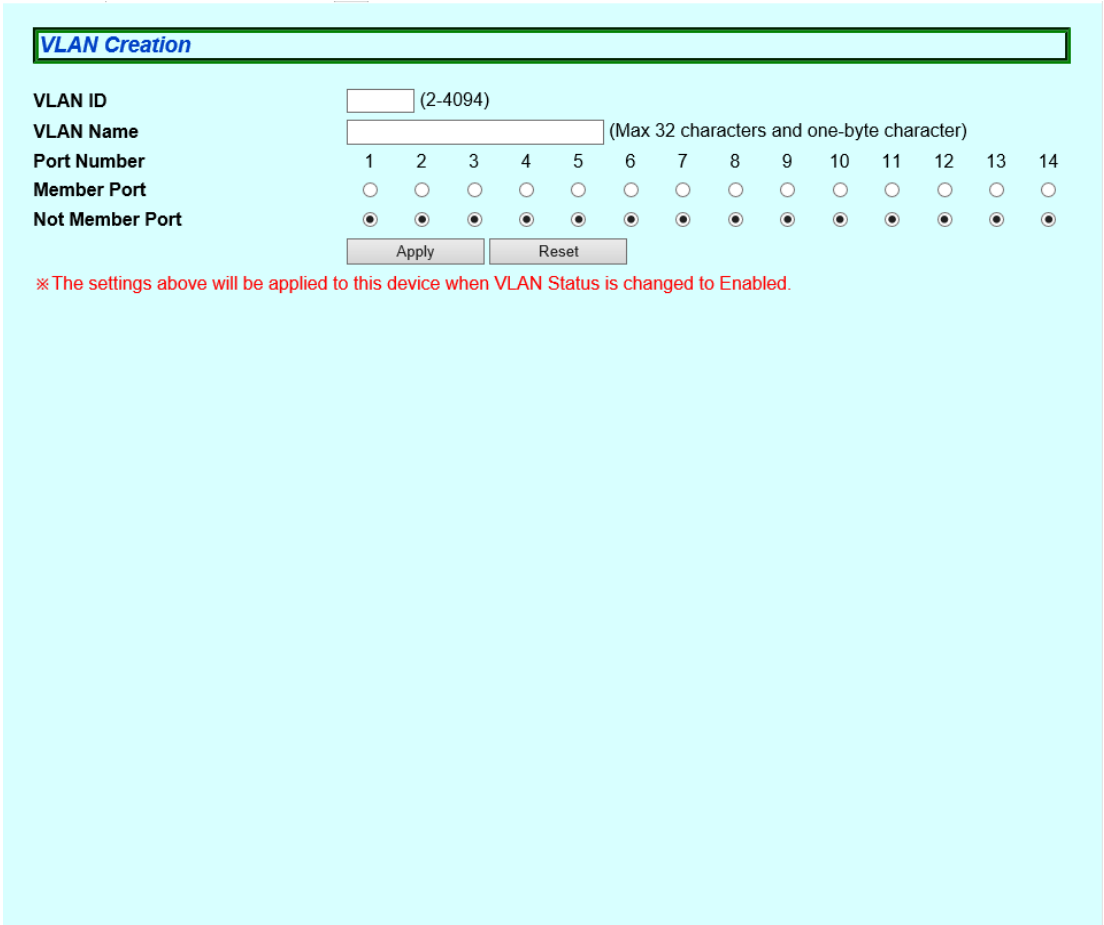 VLAN Creation
VLAN ID (2-4094)
VLAN Name (Max 32 characters and one-byte character)
Port Number 1 2 3 4 5 6 7 8 9 10 11 12 13 14
Member Port
Not Member Port
Apply Reset
※The settings above will be applied to this device when VLAN Status is changed to Enabled.